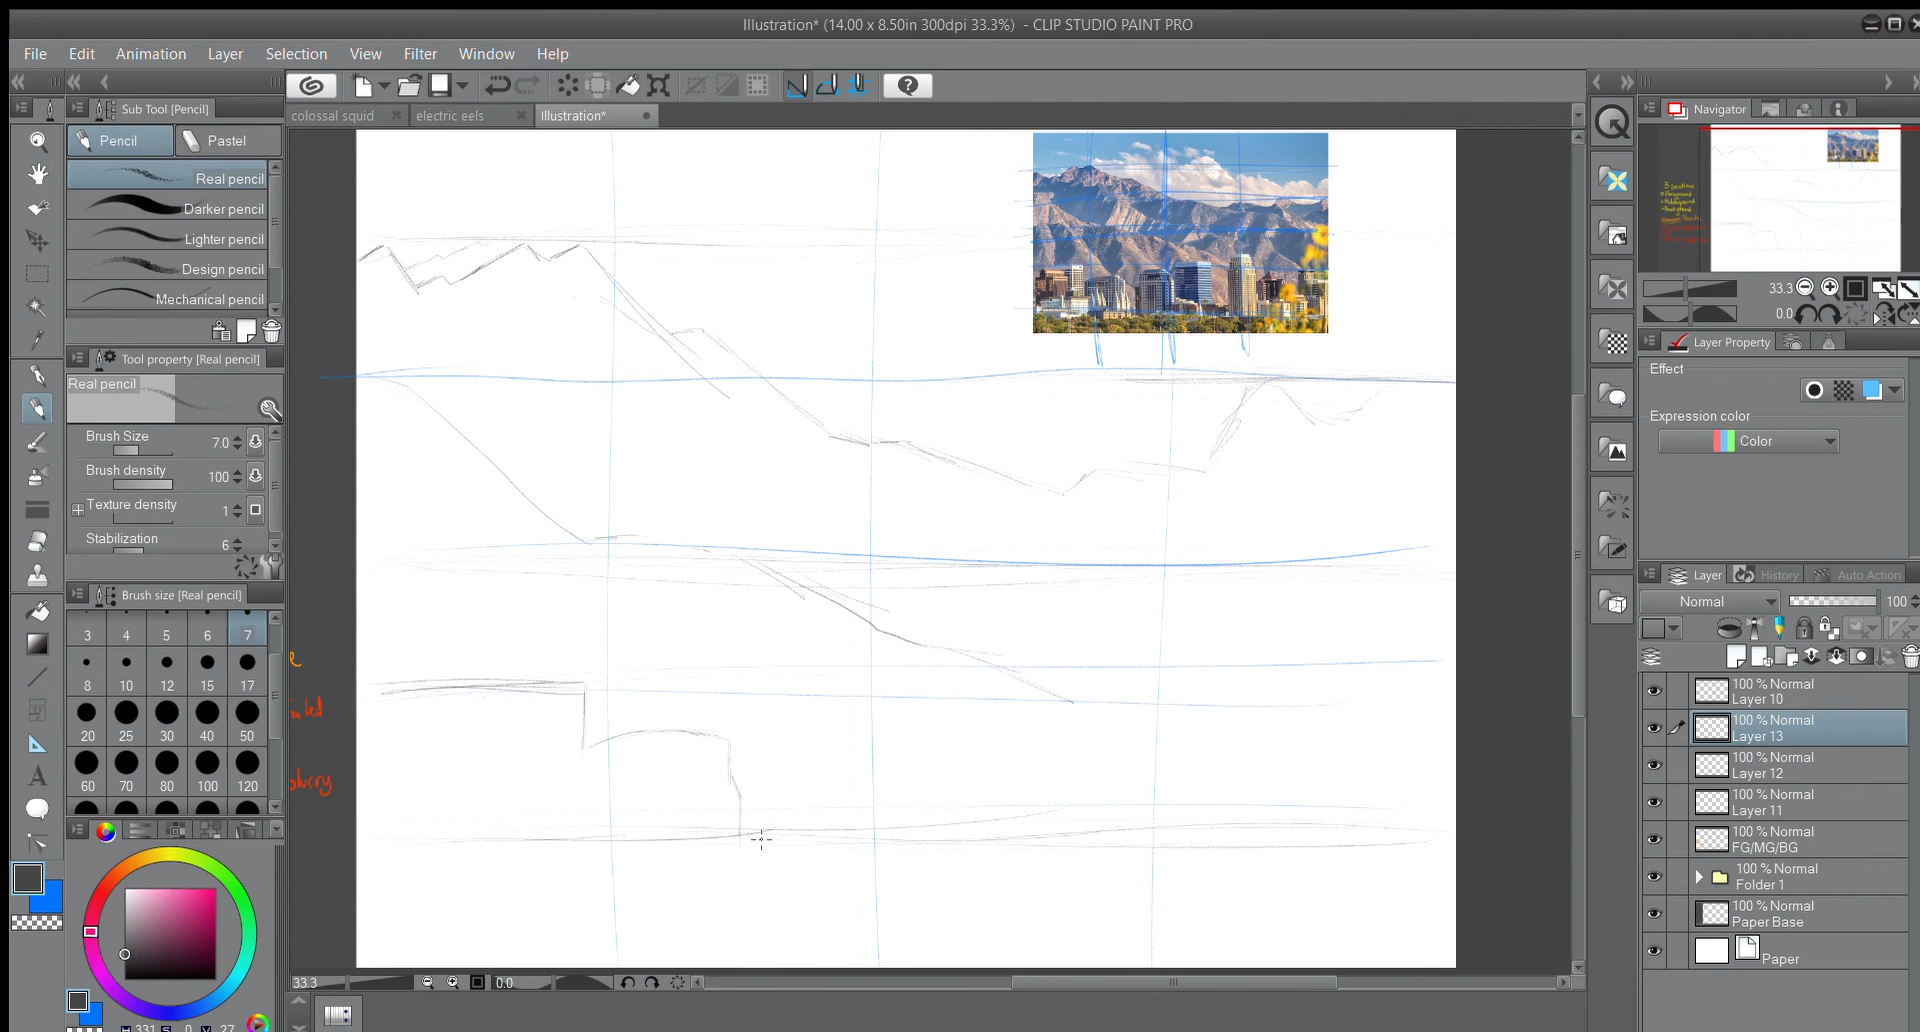 Illustration* (14.00 x 8.50in 300dpi 33.3%) - CLIP STUDIO PAINT PRO
File Edit Animation Layer Selection View Filter Window Help
Sub Tool [Pencil]
Pencil Pastel
Real pencil
Darker pencil
Lighter pencil
Design pencil
Mechanical pencil
Tool property [Real pencil]
Real pencil
Brush Size 7.0
Brush density 100
Texture density 1
Stabilization 6
Brush size [Real pencil]
3 4 5 6 7
8 10 12 15 17
20 25 30 40 50
60 70 80 100 120
H 331 S 0 V 27
colossal squid electric eels Illustration*
33.3 0.0
Navigator
3 sections
33.3
0.0
Layer Property
Effect
Expression color
Color
Layer History Auto Action
Normal 100
100 % Normal
Layer 10
100 % Normal
Layer 13
100 % Normal
Layer 12
100 % Normal
Layer 11
100 % Normal
FG/MG/BG
100 % Normal
Folder 1
100 % Normal
Paper Base
Paper